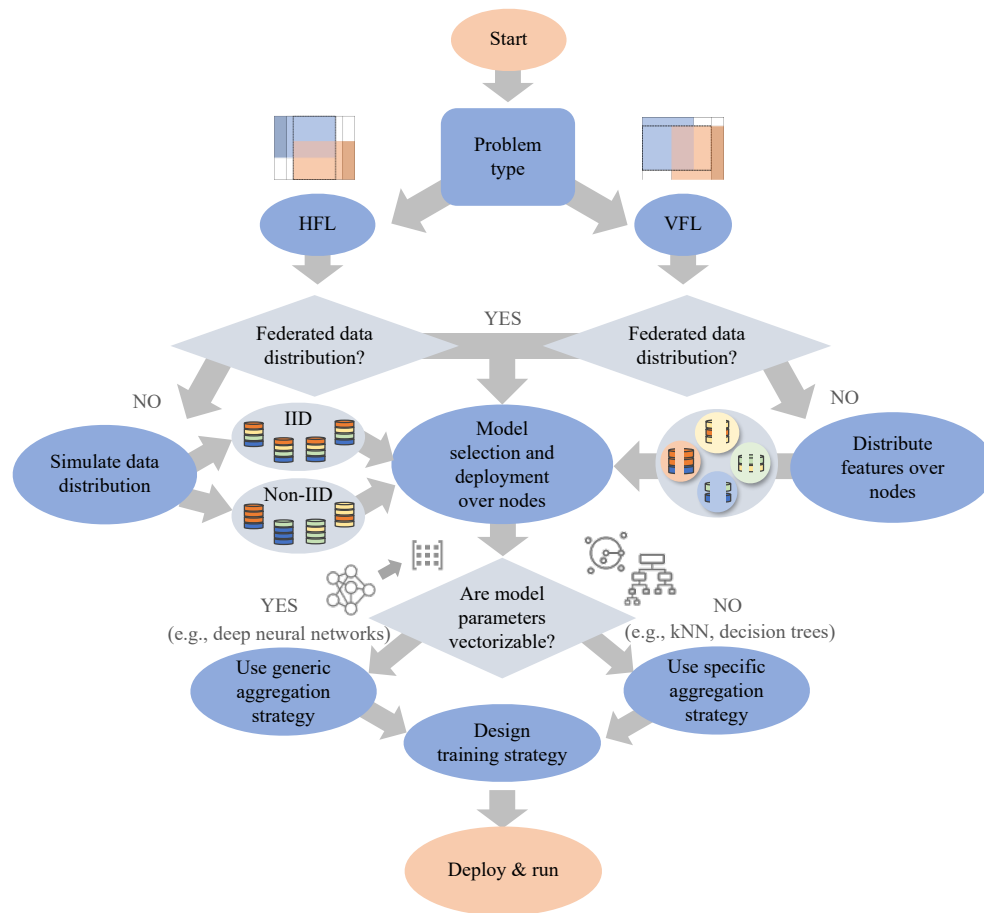 Start
Problem
type
HFL
VFL
Federated data
distribution?
YES
Federated data
distribution?
NO
NO
IID
Simulate data
distribution
Non-IID
Model
selection and
deployment
over nodes
Distribute
features over
nodes
Are model
parameters
vectorizable?
YES
(e.g., deep neural networks)
NO
(e.g., kNN, decision trees)
Use generic
aggregation
strategy
Use specific
aggregation
strategy
Design
training strategy
Deploy & run